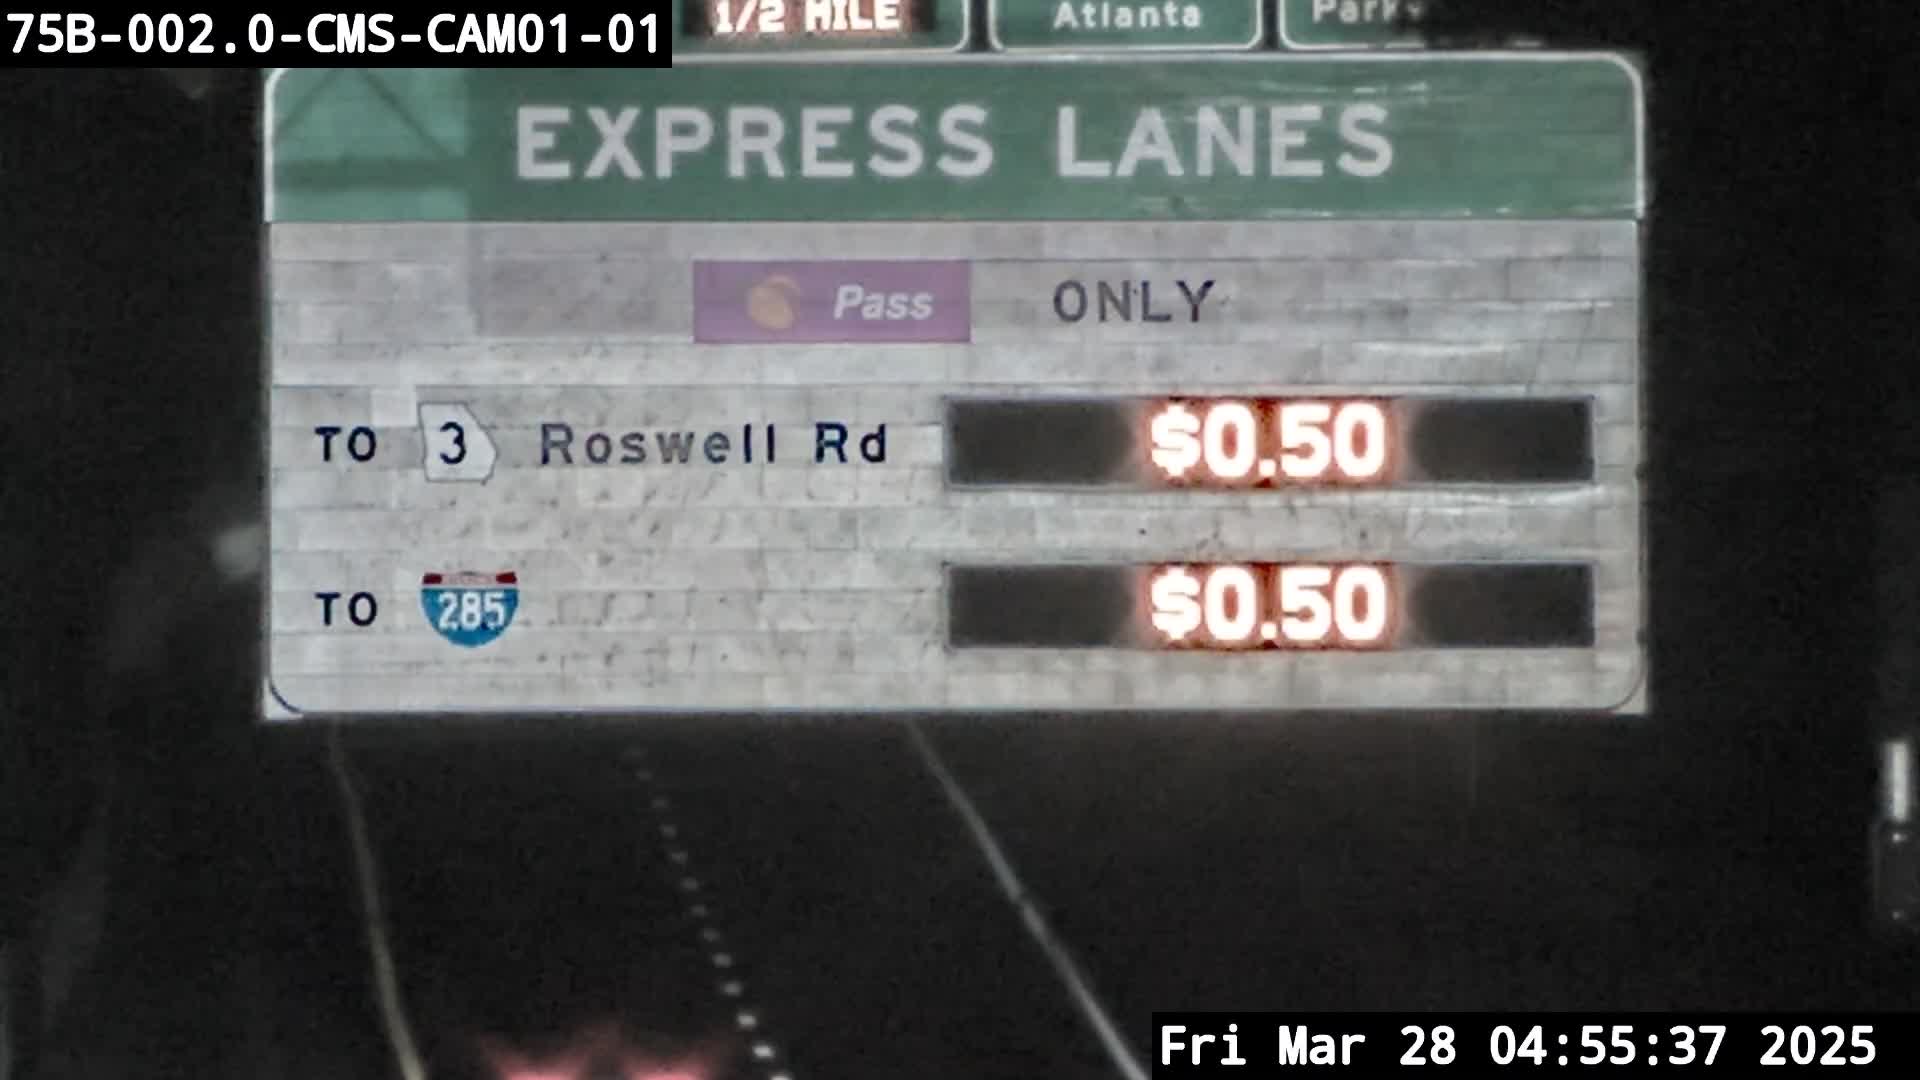 75B-002.0-CMS-CAM01-01
1/2 MILE
Atlanta
EXPRESS LANES
Pass ONLY
TO 3 Roswell Rd $0.50
TO 285 $0.50
Fri Mar 28 04:55:37 2025